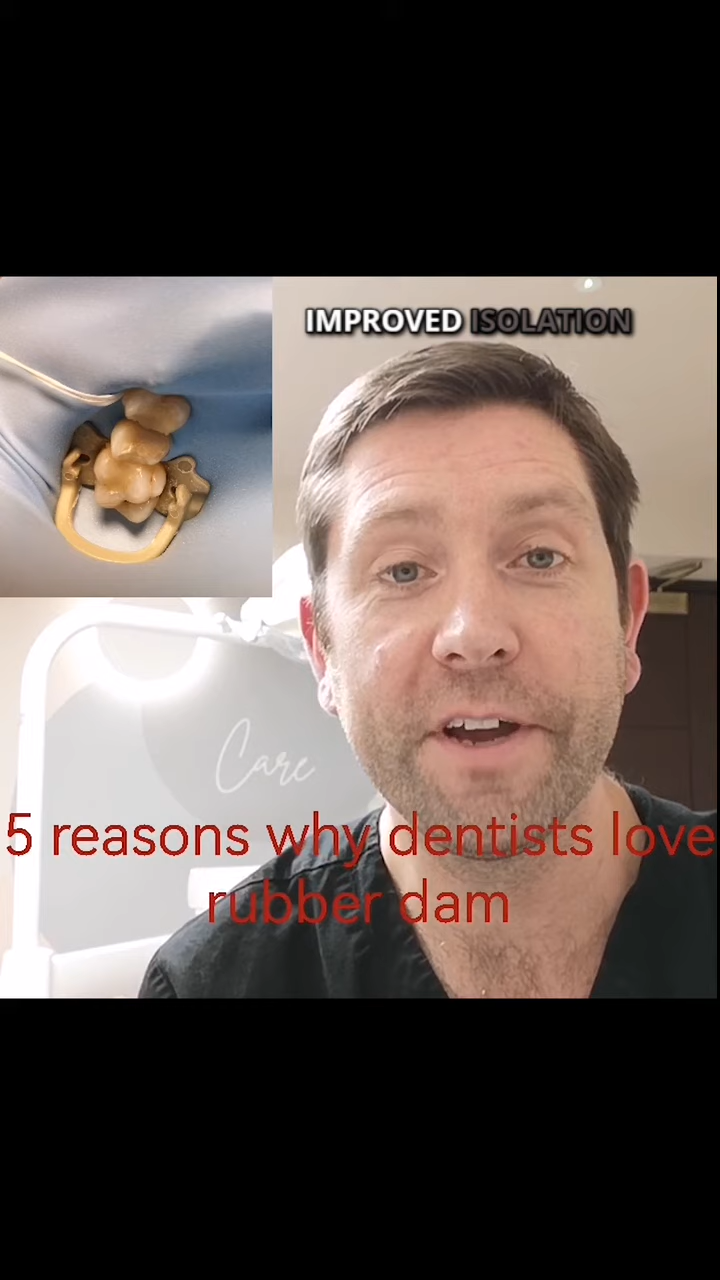 IMPROVED ISOLATION
Care
5 reasons why dentists love
rubber dam